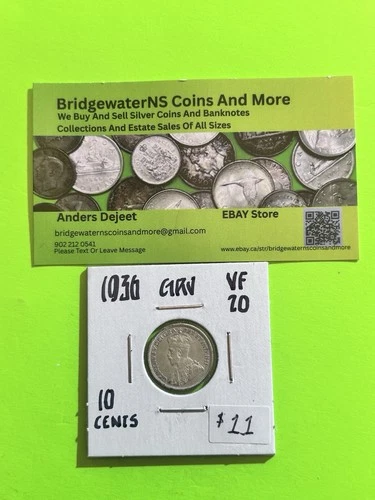 BridgewaterNS Coins And More
We Buy And Sell Silver Coins And Banknotes
Collections And Estate Sales Of All Sizes
Anders Dejeet EBAY Store
bridgewaternscoinsandmore@gmail.com
902 212 0541
Please Text Or Leave Message
www.ebay.ca/str/bridgewaternscoinsandmore
1936 GRV VF
20
10
CENTS
$11